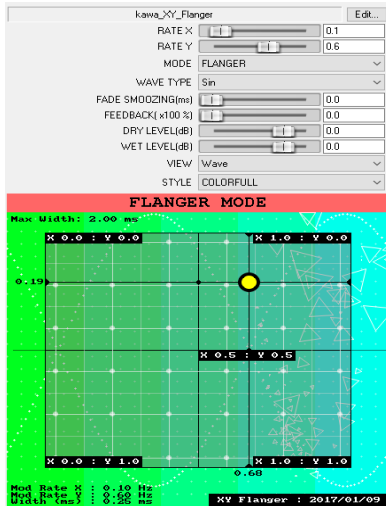 kawa_XY_Flanger Edit...
RATE X 0.1
RATE Y 0.6
MODE FLANGER
WAVE TYPE Sin
FADE SMOOZING(ms) 0.0
FEEDBACK( x100 %) 0.0
DRY LEVEL(dB) 0.0
WET LEVEL(dB) 0.0
VIEW Wave
STYLE COLORFULL
FLANGER MODE
Max Width: 2.00 ms
X 0.0 : Y 0.0 X 1.0 : Y 0.0
0.19
X 0.5 : Y 0.5
X 0.0 : Y 1.0 X 1.0 : Y 1.0
0.68
Mod Rate X : 0.10 Hz
Mod Rate Y : 0.60 Hz
Width (ms) : 0.25 ms
XY Flanger : 2017/01/09